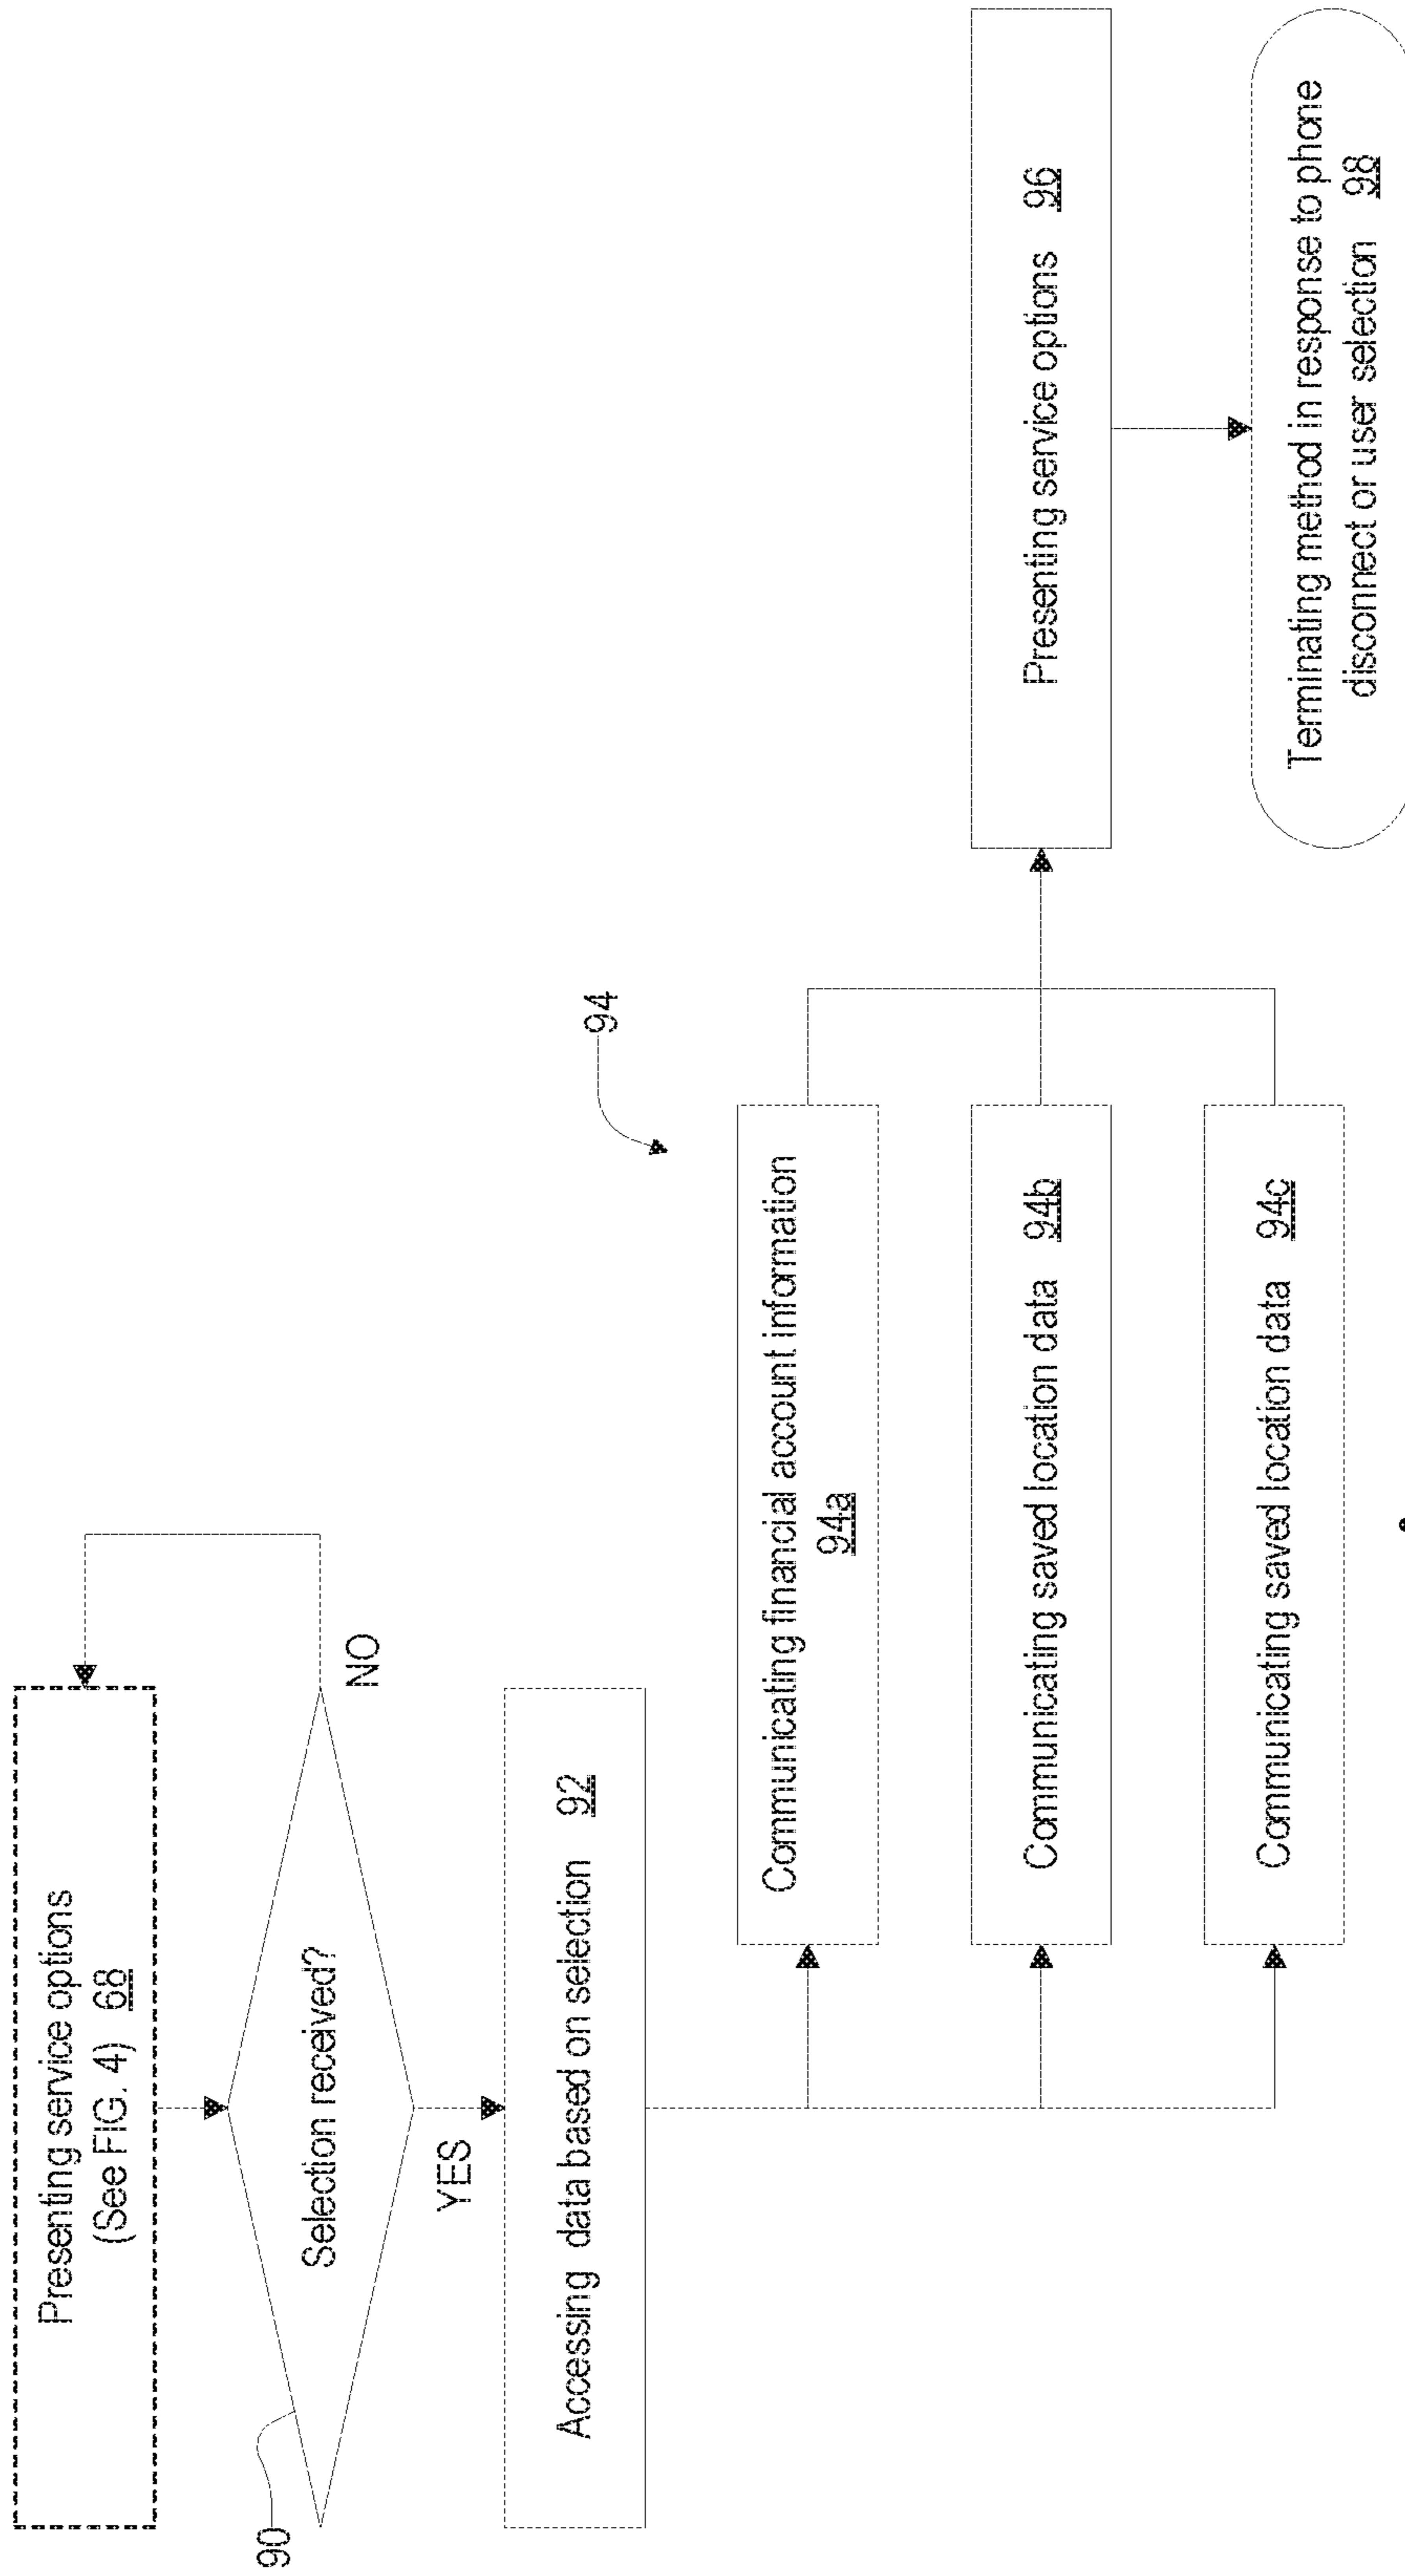 Presenting service options
(See FIG. 4) 68
90
Selection received?
NO
YES
Accessing data based on selection 92
94
Communicating financial account information
94a
Communicating saved location data 94b
Communicating saved location data 94c
Presenting service options 96
Terminating method in response to phone
disconnect or user selection 98